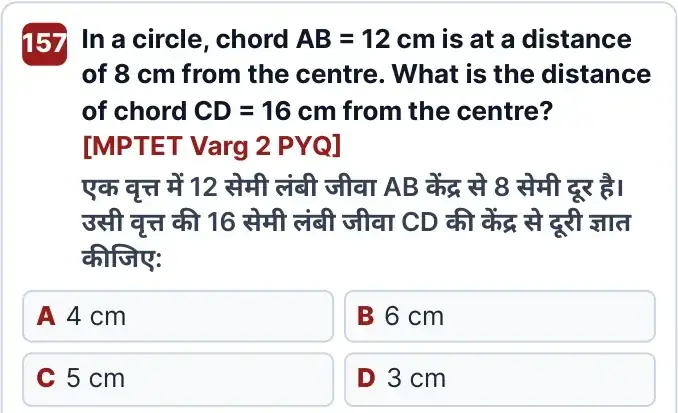 157 In a circle, chord AB = 12 cm is at a distance
of 8 cm from the centre. What is the distance
of chord CD = 16 cm from the centre?
[MPTET Varg 2 PYQ]
एक वृत्त में 12 सेमी लंबी जीवा AB केंद्र से 8 सेमी दूर है।
उसी वृत्त की 16 सेमी लंबी जीवा CD की केंद्र से दूरी ज्ञात
कीजिए:
A 4 cm
B 6 cm
C 5 cm
D 3 cm